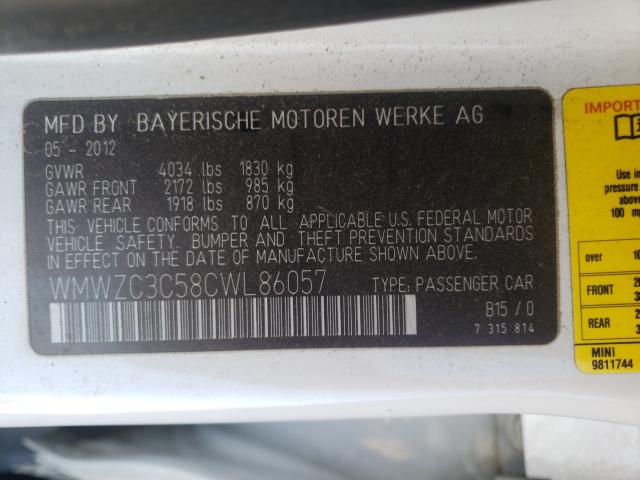 MFD BY BAYERISCHE MOTOREN WERKE AG
05 - 2012
GVWR 4034 lbs 1830 kg
GAWR FRONT 2172 lbs 985 kg
GAWR REAR 1918 lbs 870 kg
THIS VEHICLE CONFORMS TO ALL APPLICABLE U.S. FEDERAL MOTOR
VEHICLE SAFETY, BUMPER AND THEFT PREVENTION STANDARDS
IN EFFECT ON THE DATE OF MANUFACTURE SHOWN ABOVE.
WMWZC3C58CWL86057 TYPE: PASSENGER CAR
B15 / 0
7 315 814
IMPORT
Use in
pressure
above
100
over
FRONT
REAR
MINI
9811744